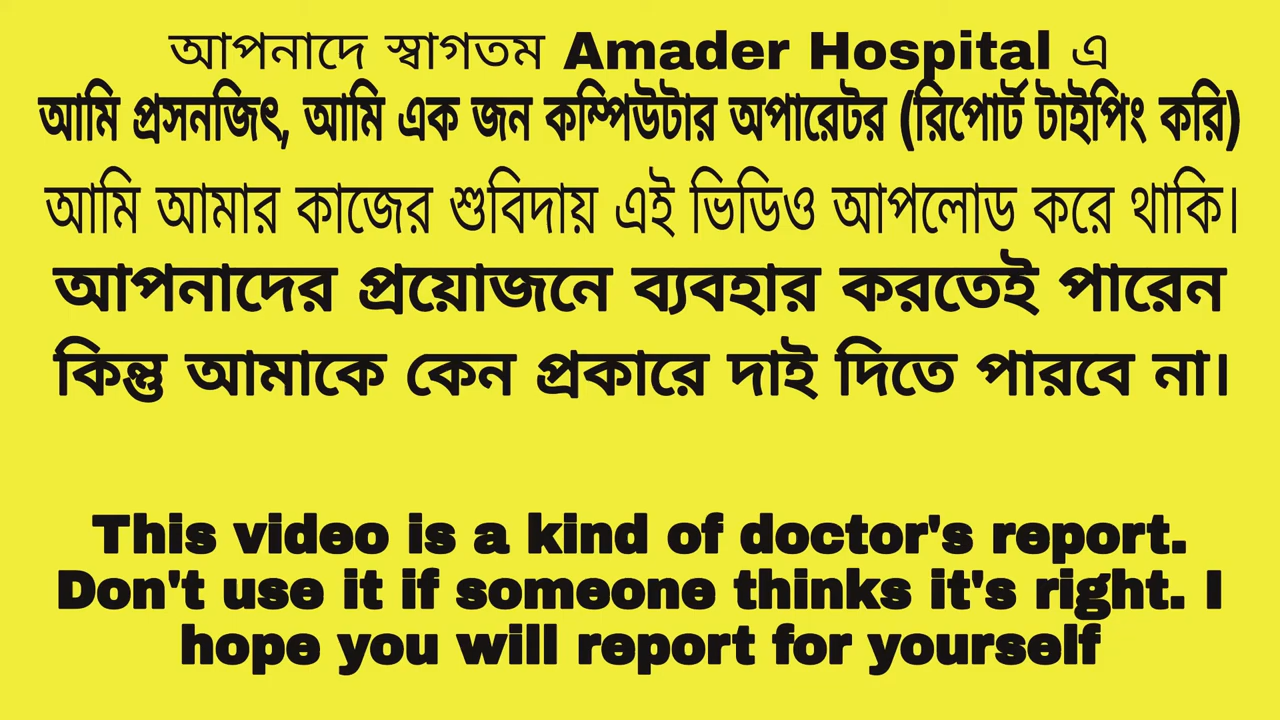 আপনাদে স্বাগতম Amader Hospital এ
আমি প্রসনজিৎ, আমি এক জন কম্পিউটার অপারেটর (রিপোর্ট টাইপিং করি)
আমি আমার কাজের শুবিদায় এই ভিডিও আপলোড করে থাকি।
আপনাদের প্রয়োজনে ব্যবহার করতেই পারেন
কিন্তু আমাকে কেন প্রকারে দাই দিতে পারবে না।
This video is a kind of doctor's report.
Don't use it if someone thinks it's right. I
hope you will report for yourself